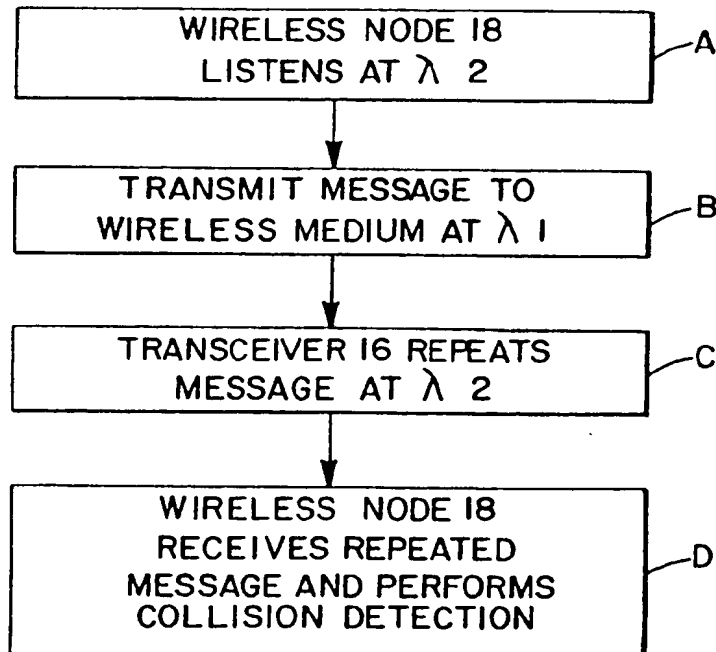 WIRELESS NODE 18
LISTENS AT λ 2
A
TRANSMIT MESSAGE TO
WIRELESS MEDIUM AT λ 1
B
TRANSCEIVER 16 REPEATS
MESSAGE AT λ 2
C
WIRELESS NODE 18
RECEIVES REPEATED
MESSAGE AND PERFORMS
COLLISION DETECTION
D